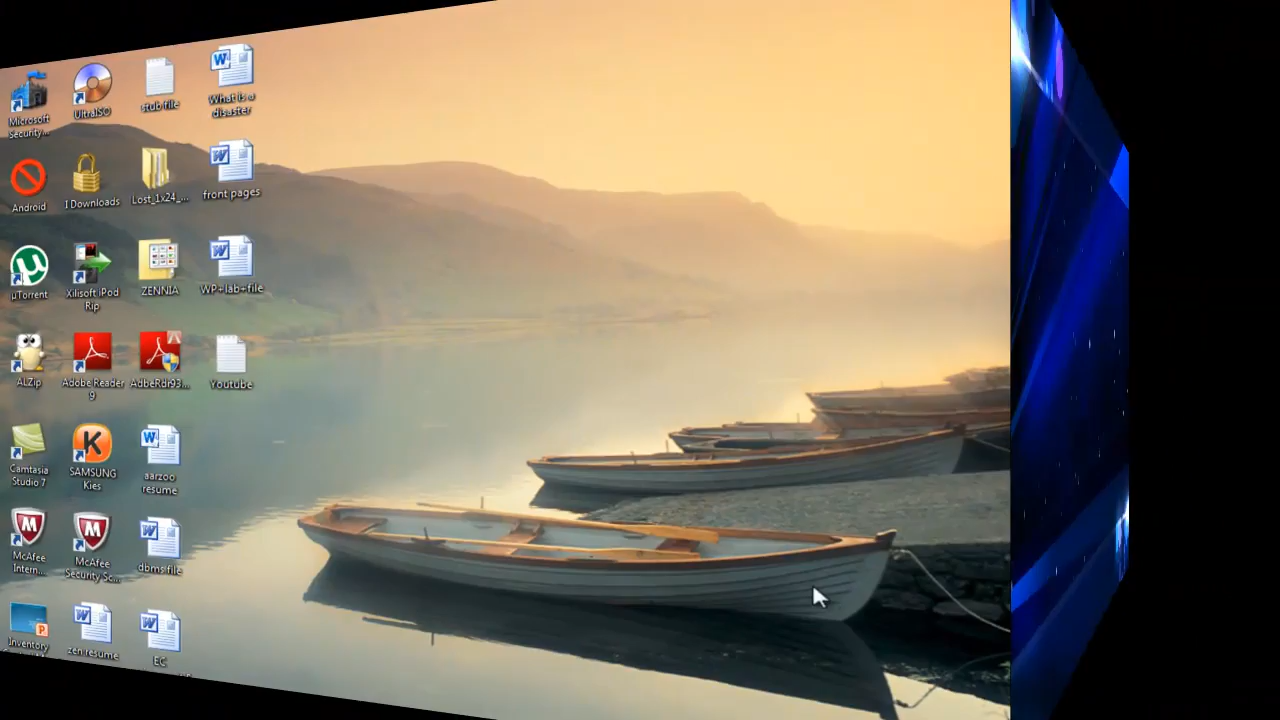 Microsoft
Security...
UltraISO
stub file
What is a
disaster
Android
I Downloads
Lost_1x24_...
front pages
µTorrent
Xilisoft iPod
Rip
ZENNIA
WP+lab+file
ALZip
Adobe Reader
9
AdbeRdr93...
Youtube
Camtasia
Studio 7
SAMSUNG
Kies
aarzoo
resume
McAfee
Intern...
McAfee
Security Sc...
dbms file
Inventory
zen resume
EC